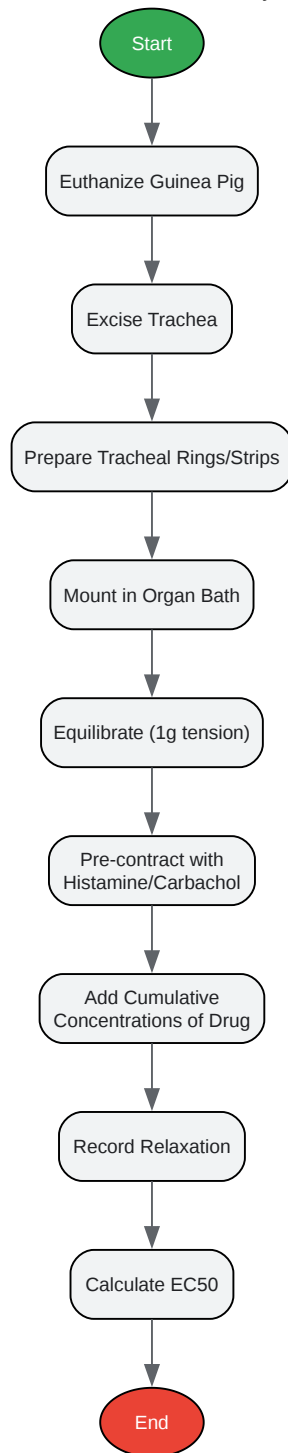 Start
Euthanize Guinea Pig
Excise Trachea
Prepare Tracheal Rings/Strips
Mount in Organ Bath
Equilibrate (1g tension)
Pre-contract with
Histamine/Carbachol
Add Cumulative
Concentrations of Drug
Record Relaxation
Calculate EC50
End